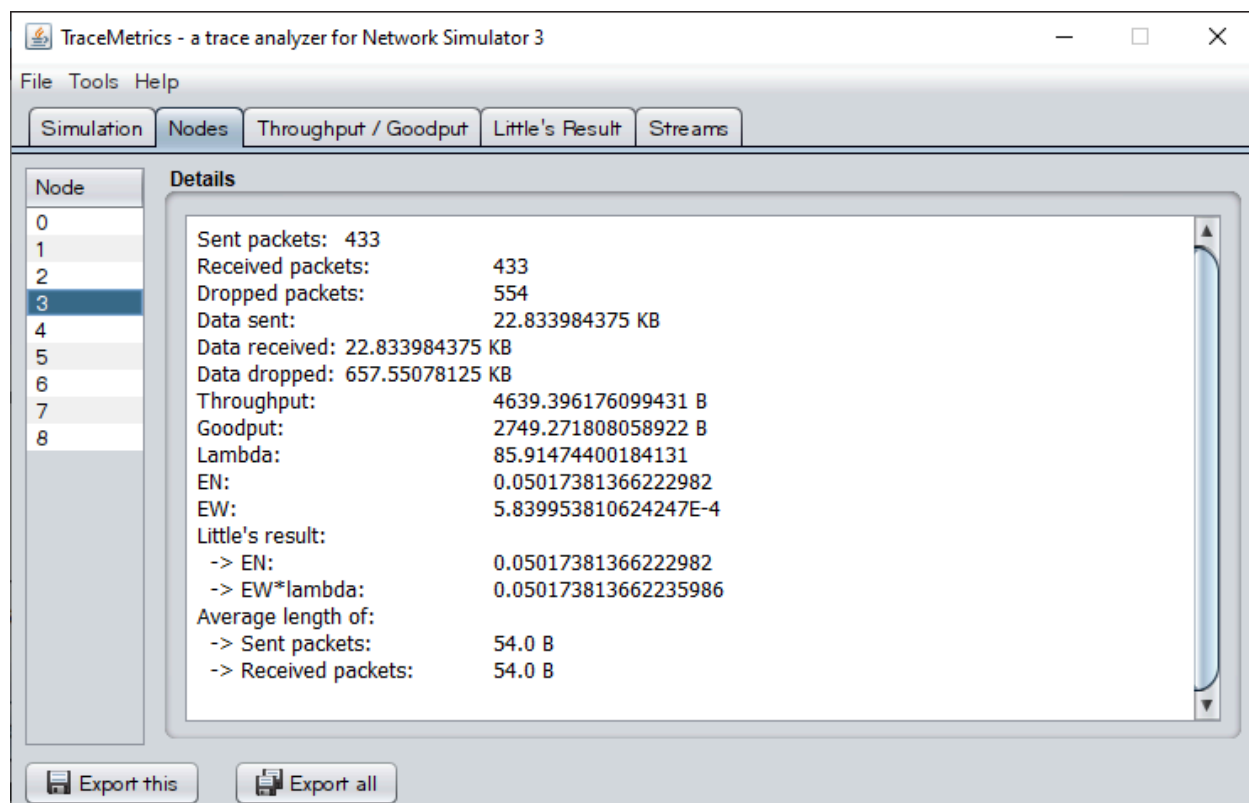 TraceMetrics - a trace analyzer for Network Simulator 3
File Tools Help
Simulation Nodes Throughput / Goodput Little's Result Streams
Node
0
1
2
3
4
5
6
7
8
Details
Sent packets: 433
Received packets: 433
Dropped packets: 554
Data sent: 22.833984375 KB
Data received: 22.833984375 KB
Data dropped: 657.55078125 KB
Throughput: 4639.396176099431 B
Goodput: 2749.271808058922 B
Lambda: 85.91474400184131
EN: 0.05017381366222982
EW: 5.839953810624247E-4
Little's result:
-> EN: 0.05017381366222982
-> EW*lambda: 0.050173813662235986
Average length of:
-> Sent packets: 54.0 B
-> Received packets: 54.0 B
Export this Export all